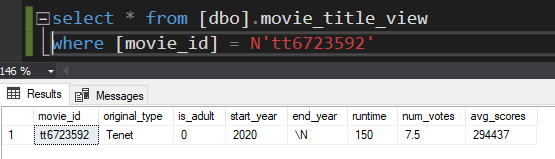 select * from [dbo].movie_title_view
where [movie_id] = N'tt6723592'
146 %
Results Messages
movie_id original_type is_adult start_year end_year runtime num_votes avg_scores
1 tt6723592 Tenet 0 2020 \N 150 7.5 294437